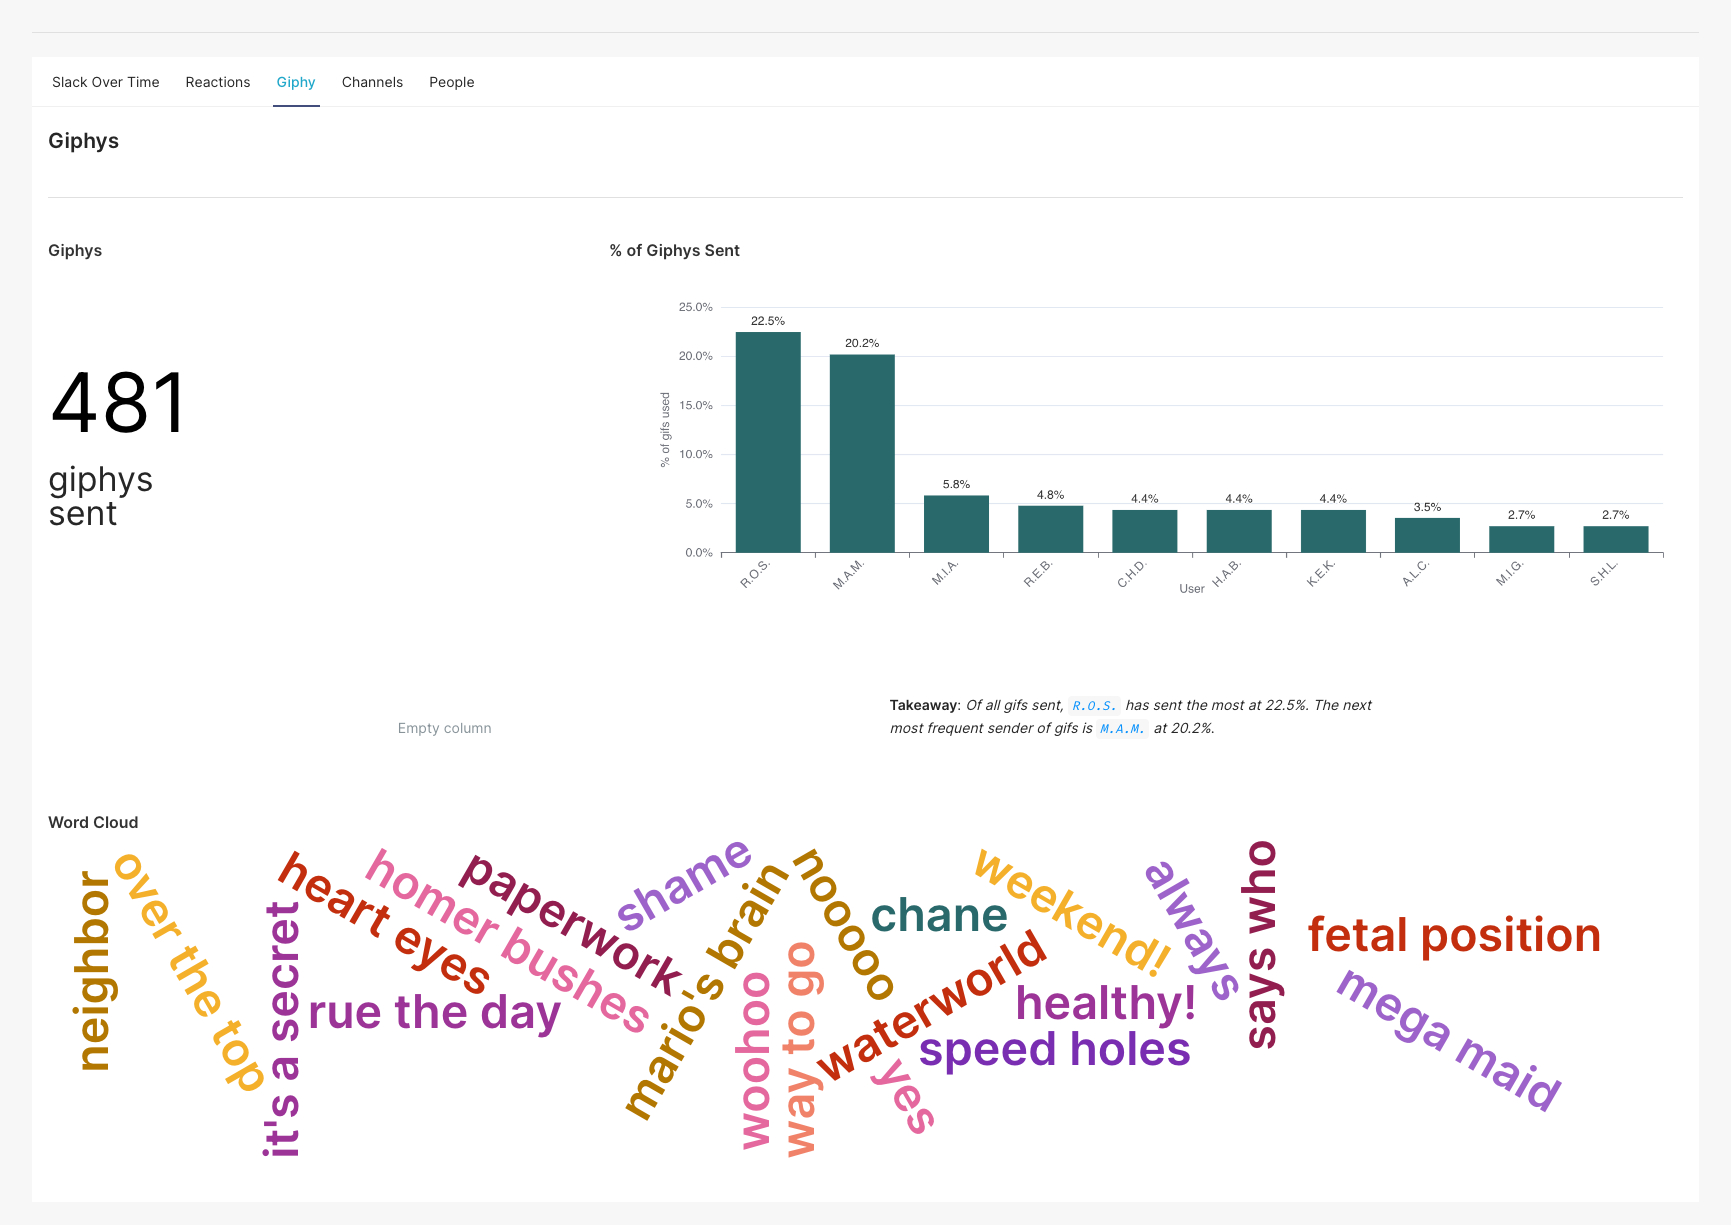 Slack Over Time Reactions Giphy Channels People
Giphys
Giphys
481
giphys
sent
% of Giphys Sent
% of gifs used
25.0%
20.0%
15.0%
10.0%
5.0%
0.0%
22.5%
20.2%
5.8%
4.8%
4.4%
4.4%
4.4%
3.5%
2.7%
2.7%
R.O.S.
M.A.M.
M.I.A.
R.E.B.
C.H.D.
H.A.B.
K.E.K.
A.L.C.
M.I.G.
S.H.L.
User
Empty column
Takeaway: Of all gifs sent, R.O.S. has sent the most at 22.5%. The next
most frequent sender of gifs is M.A.M. at 20.2%.
Word Cloud
neighbor
over the top
it's a secret
heart eyes
homer bushes
paperwork
rue the day
shame
mario's brain
woohoo
way to go
nooooo
chane
waterworld
yes
weekend!
healthy!
speed holes
always
says who
fetal position
mega maid